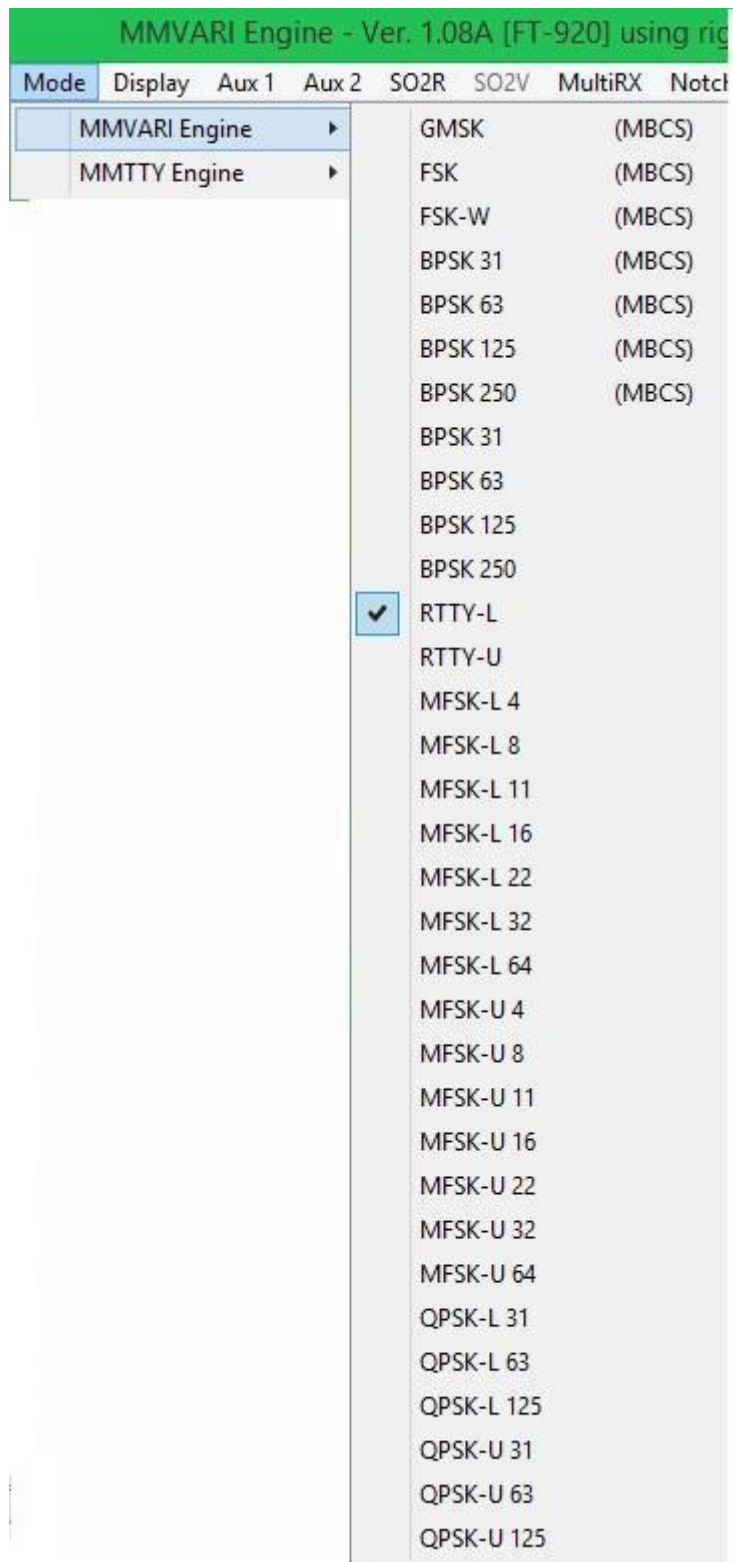 MMVARI Engine - Ver. 1.08A [FT-920] using rig
Mode Display Aux 1 Aux 2 SO2R SO2V MultiRX Notch
MMVARI Engine
MMTTY Engine
GMSK (MBCS)
FSK (MBCS)
FSK-W (MBCS)
BPSK 31 (MBCS)
BPSK 63 (MBCS)
BPSK 125 (MBCS)
BPSK 250 (MBCS)
BPSK 31
BPSK 63
BPSK 125
BPSK 250
RTTY-L
RTTY-U
MFSK-L 4
MFSK-L 8
MFSK-L 11
MFSK-L 16
MFSK-L 22
MFSK-L 32
MFSK-L 64
MFSK-U 4
MFSK-U 8
MFSK-U 11
MFSK-U 16
MFSK-U 22
MFSK-U 32
MFSK-U 64
QPSK-L 31
QPSK-L 63
QPSK-L 125
QPSK-U 31
QPSK-U 63
QPSK-U 125